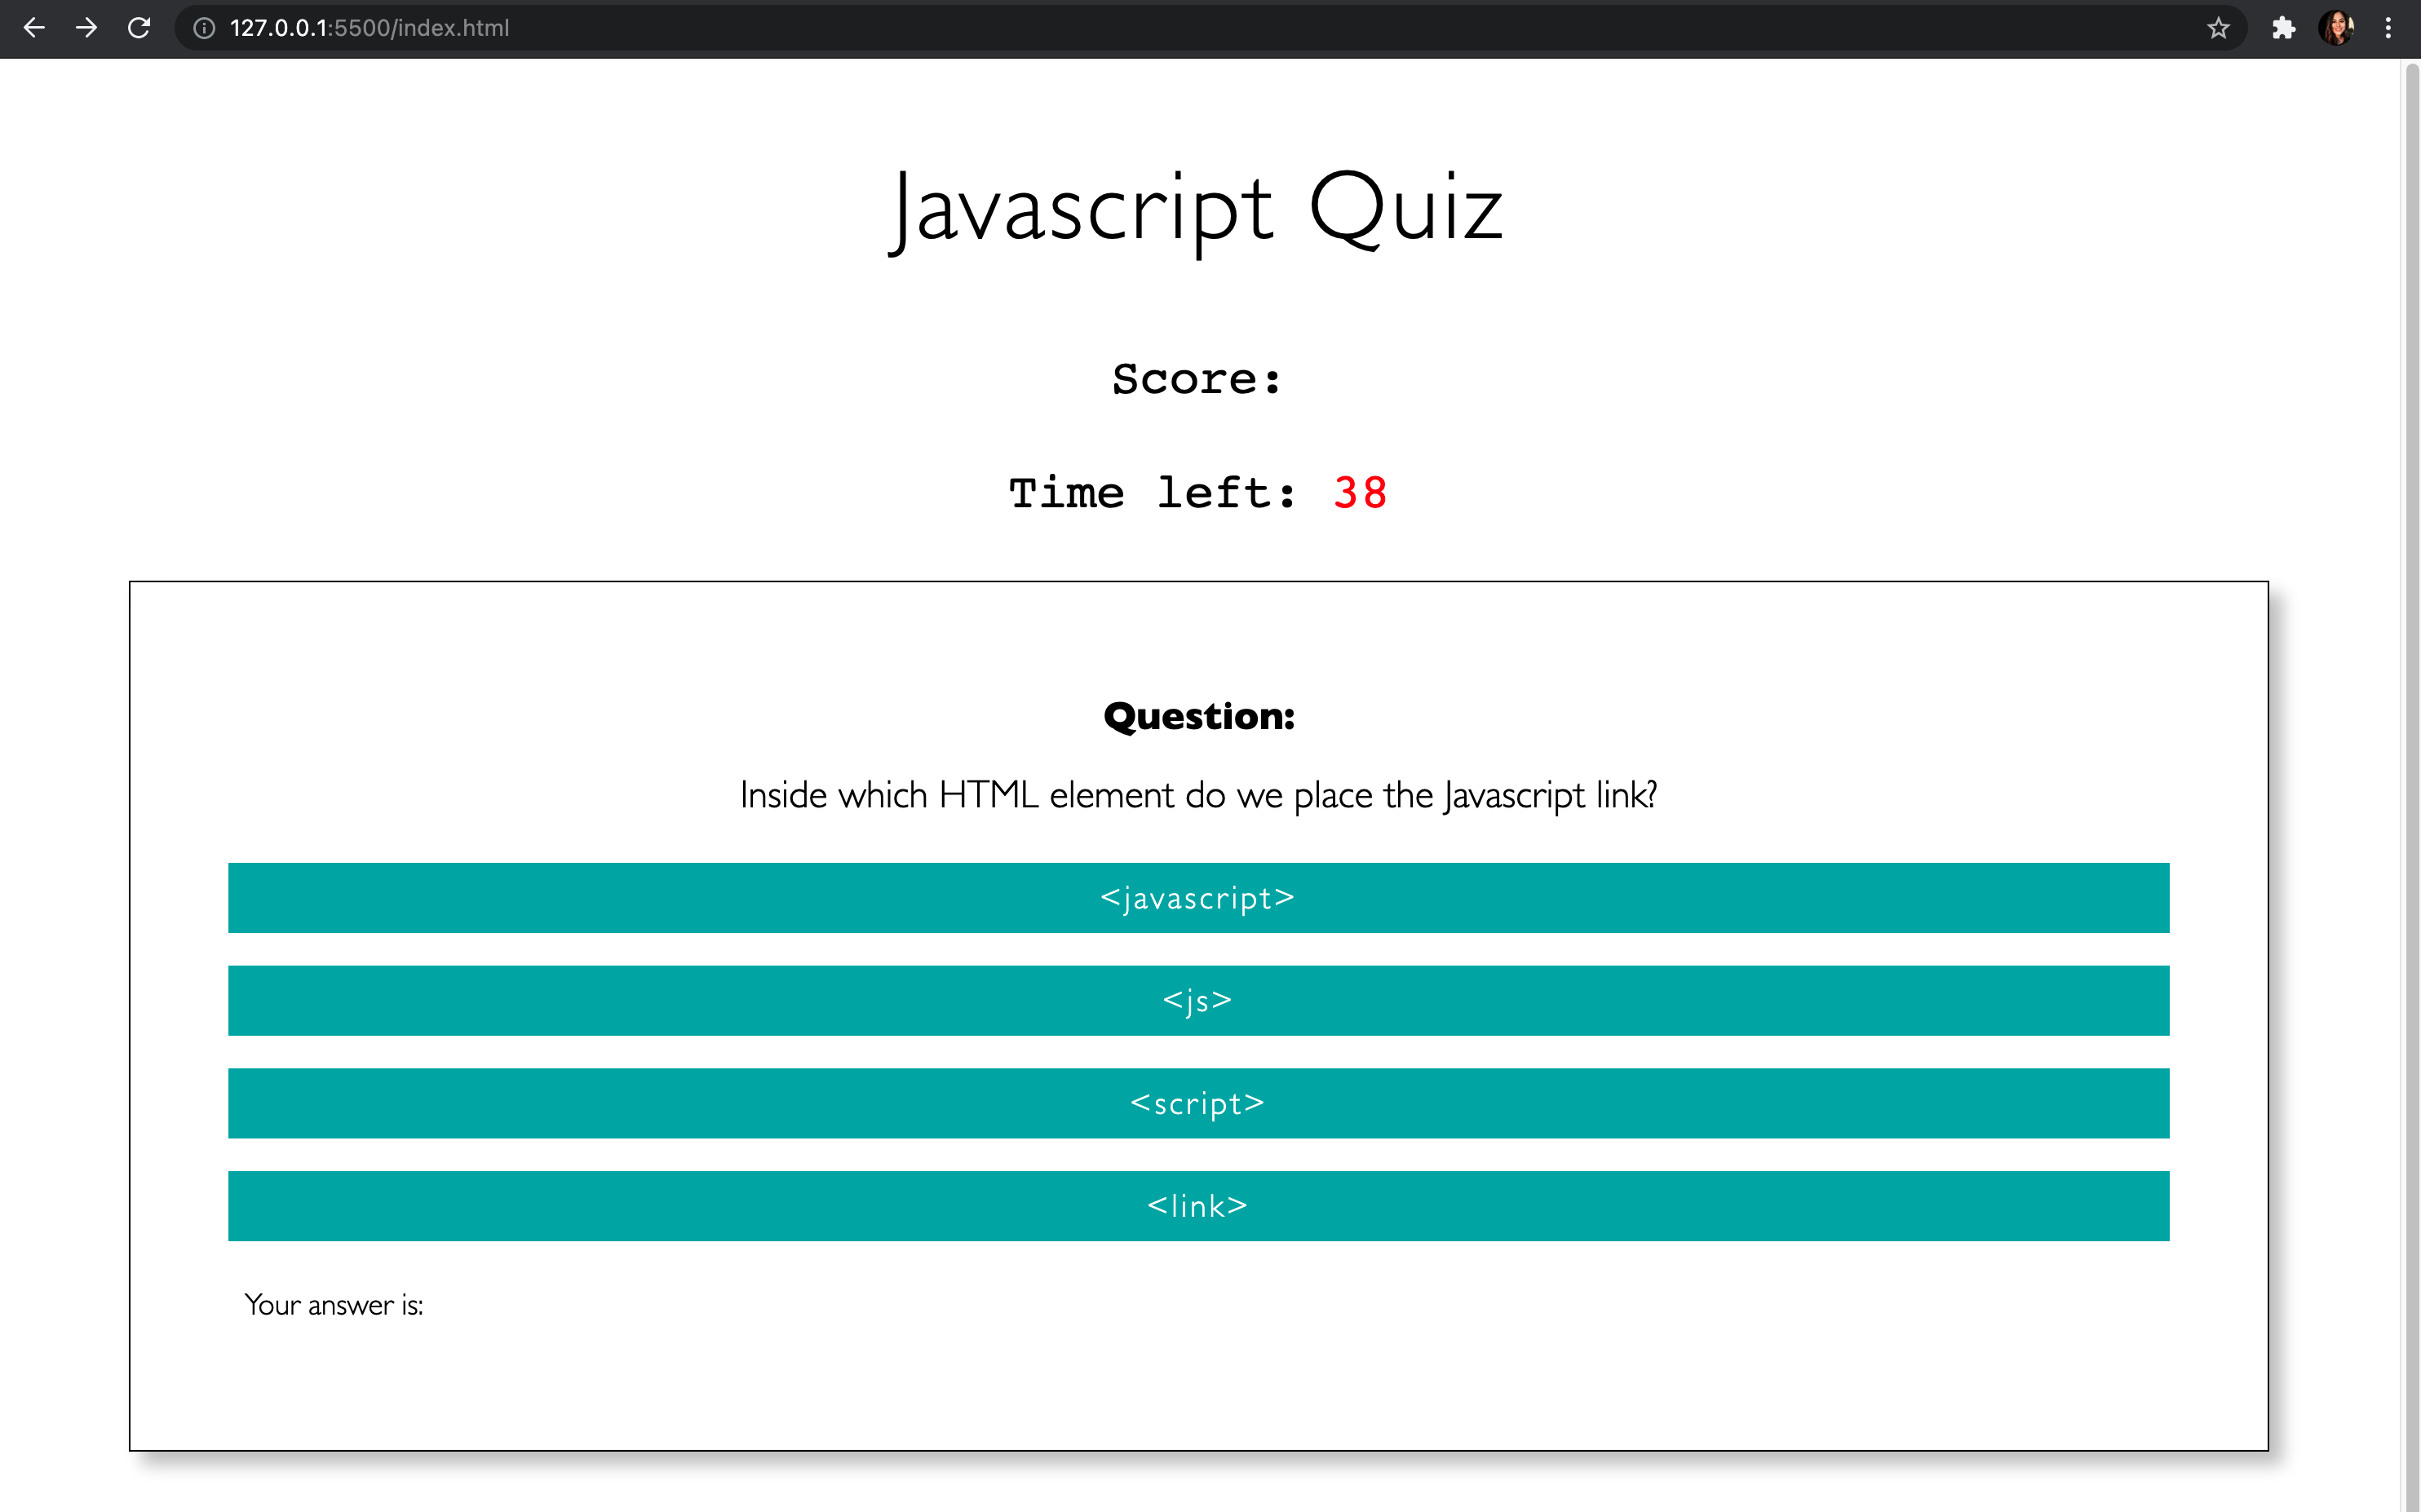 127.0.0.1:5500/index.html
Javascript Quiz
Score:
Time left: 38
Question:
Inside which HTML element do we place the Javascript link?
<javascript>
<js>
<script>
<link>
Your answer is: